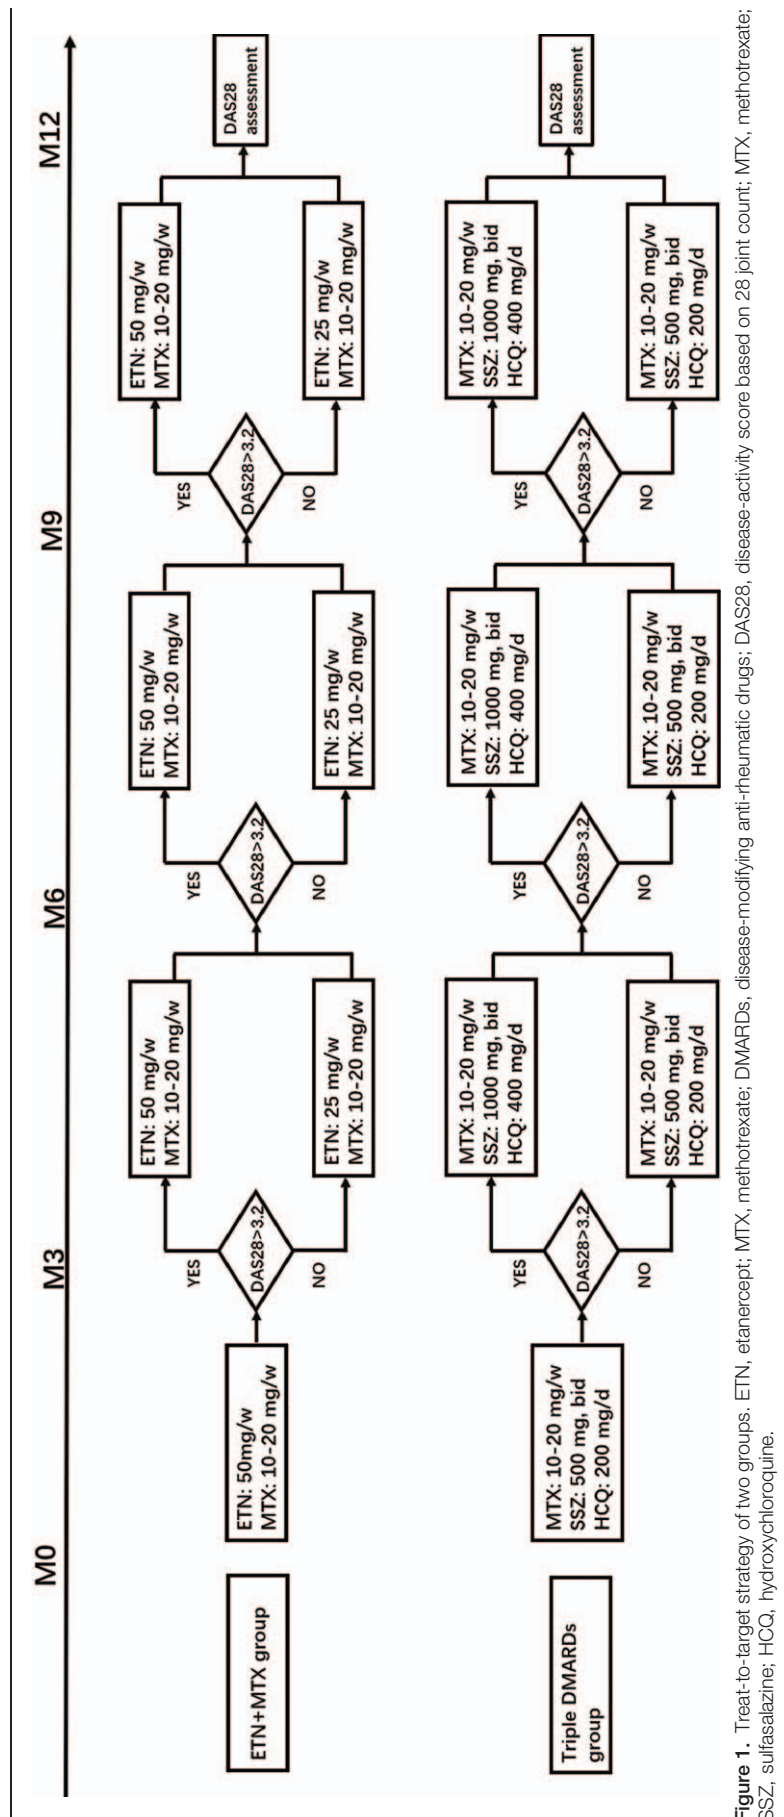 M0
M3
M6
M9
M12
ETN+MTX group
ETN: 50mg/w
MTX: 10-20 mg/w
DAS28>3.2
YES
NO
ETN: 50 mg/w
MTX: 10-20 mg/w
ETN: 25 mg/w
MTX: 10-20 mg/w
DAS28>3.2
YES
NO
ETN: 50 mg/w
MTX: 10-20 mg/w
ETN: 25 mg/w
MTX: 10-20 mg/w
DAS28>3.2
YES
NO
ETN: 50 mg/w
MTX: 10-20 mg/w
ETN: 25 mg/w
MTX: 10-20 mg/w
DAS28
assessment
Triple DMARDs
group
MTX: 10-20 mg/w
SSZ: 500 mg, bid
HCQ: 200 mg/d
DAS28>3.2
YES
NO
MTX: 10-20 mg/w
SSZ: 1000 mg, bid
HCQ: 400 mg/d
MTX: 10-20 mg/w
SSZ: 500 mg, bid
HCQ: 200 mg/d
DAS28>3.2
YES
NO
MTX: 10-20 mg/w
SSZ: 1000 mg, bid
HCQ: 400 mg/d
MTX: 10-20 mg/w
SSZ: 500 mg, bid
HCQ: 200 mg/d
DAS28>3.2
YES
NO
MTX: 10-20 mg/w
SSZ: 1000 mg, bid
HCQ: 400 mg/d
MTX: 10-20 mg/w
SSZ: 500 mg, bid
HCQ: 200 mg/d
DAS28
assessment
Figure 1. Treat-to-target strategy of two groups. ETN, etanercept; MTX, methotrexate; DMARDs, disease-modifying anti-rheumatic drugs; DAS28, disease-activity score based on 28 joint count; MTX, methotrexate;
SSZ, sulfasalazine; HCQ, hydroxychloroquine.